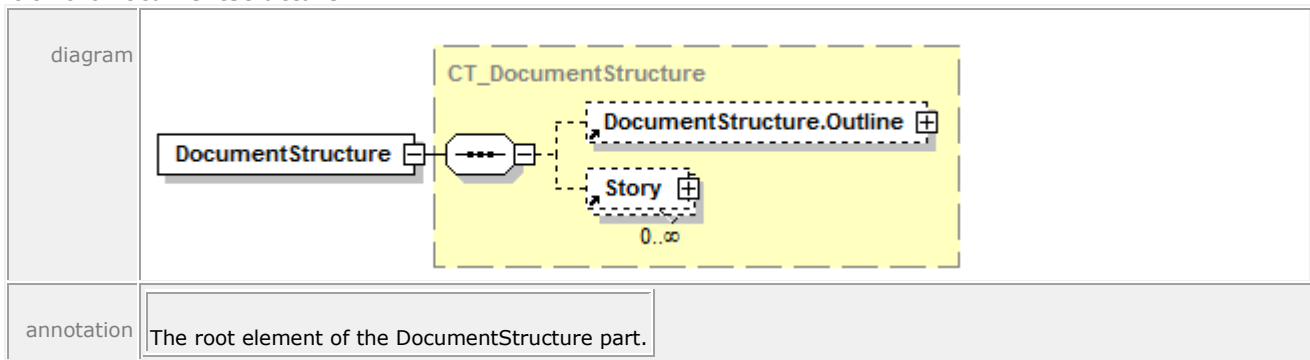 diagram
CT_DocumentStructure
DocumentStructure.Outline
DocumentStructure
Story
0..∞
annotation
The root element of the DocumentStructure part.